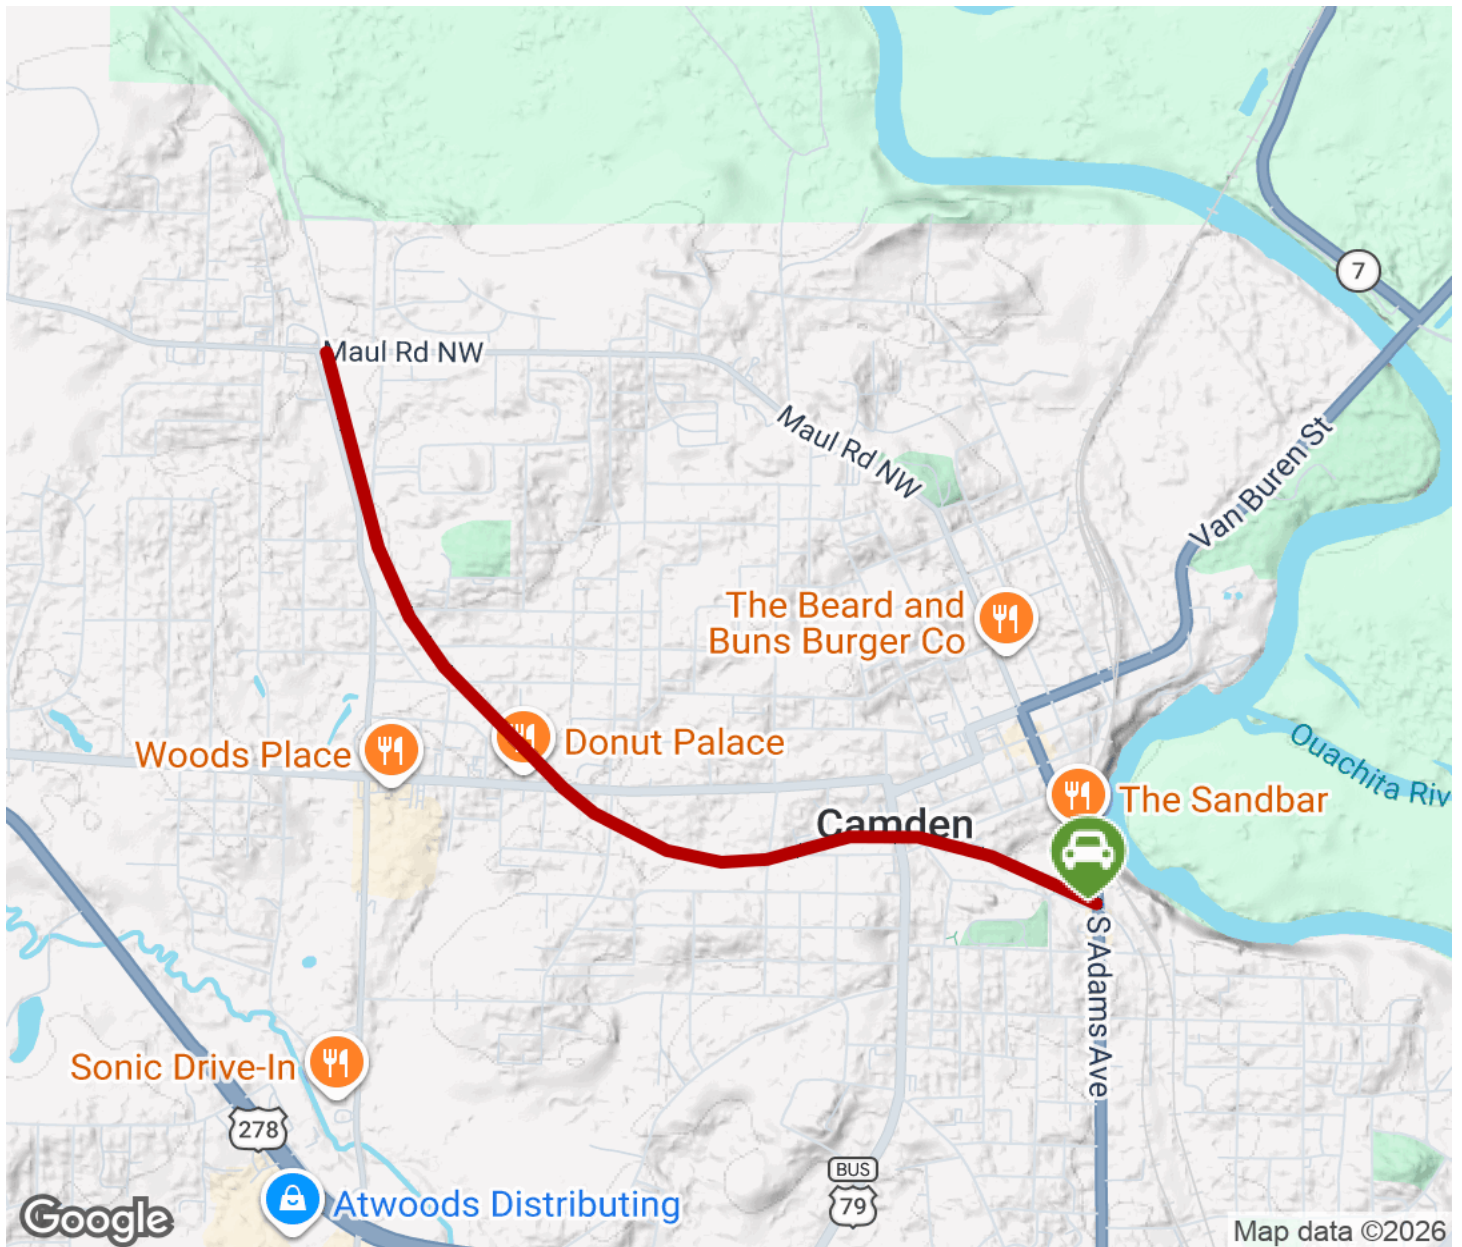 7
Maul Rd NW
Maul Rd NW
Van Buren St
The Beard and
Buns Burger Co
Woods Place
Donut Palace
Ouachita Riv
The Sandbar
Camden
S Adams Ave
Sonic Drive-In
278
BUS
79
Atwoods Distributing
Google
Map data ©2026